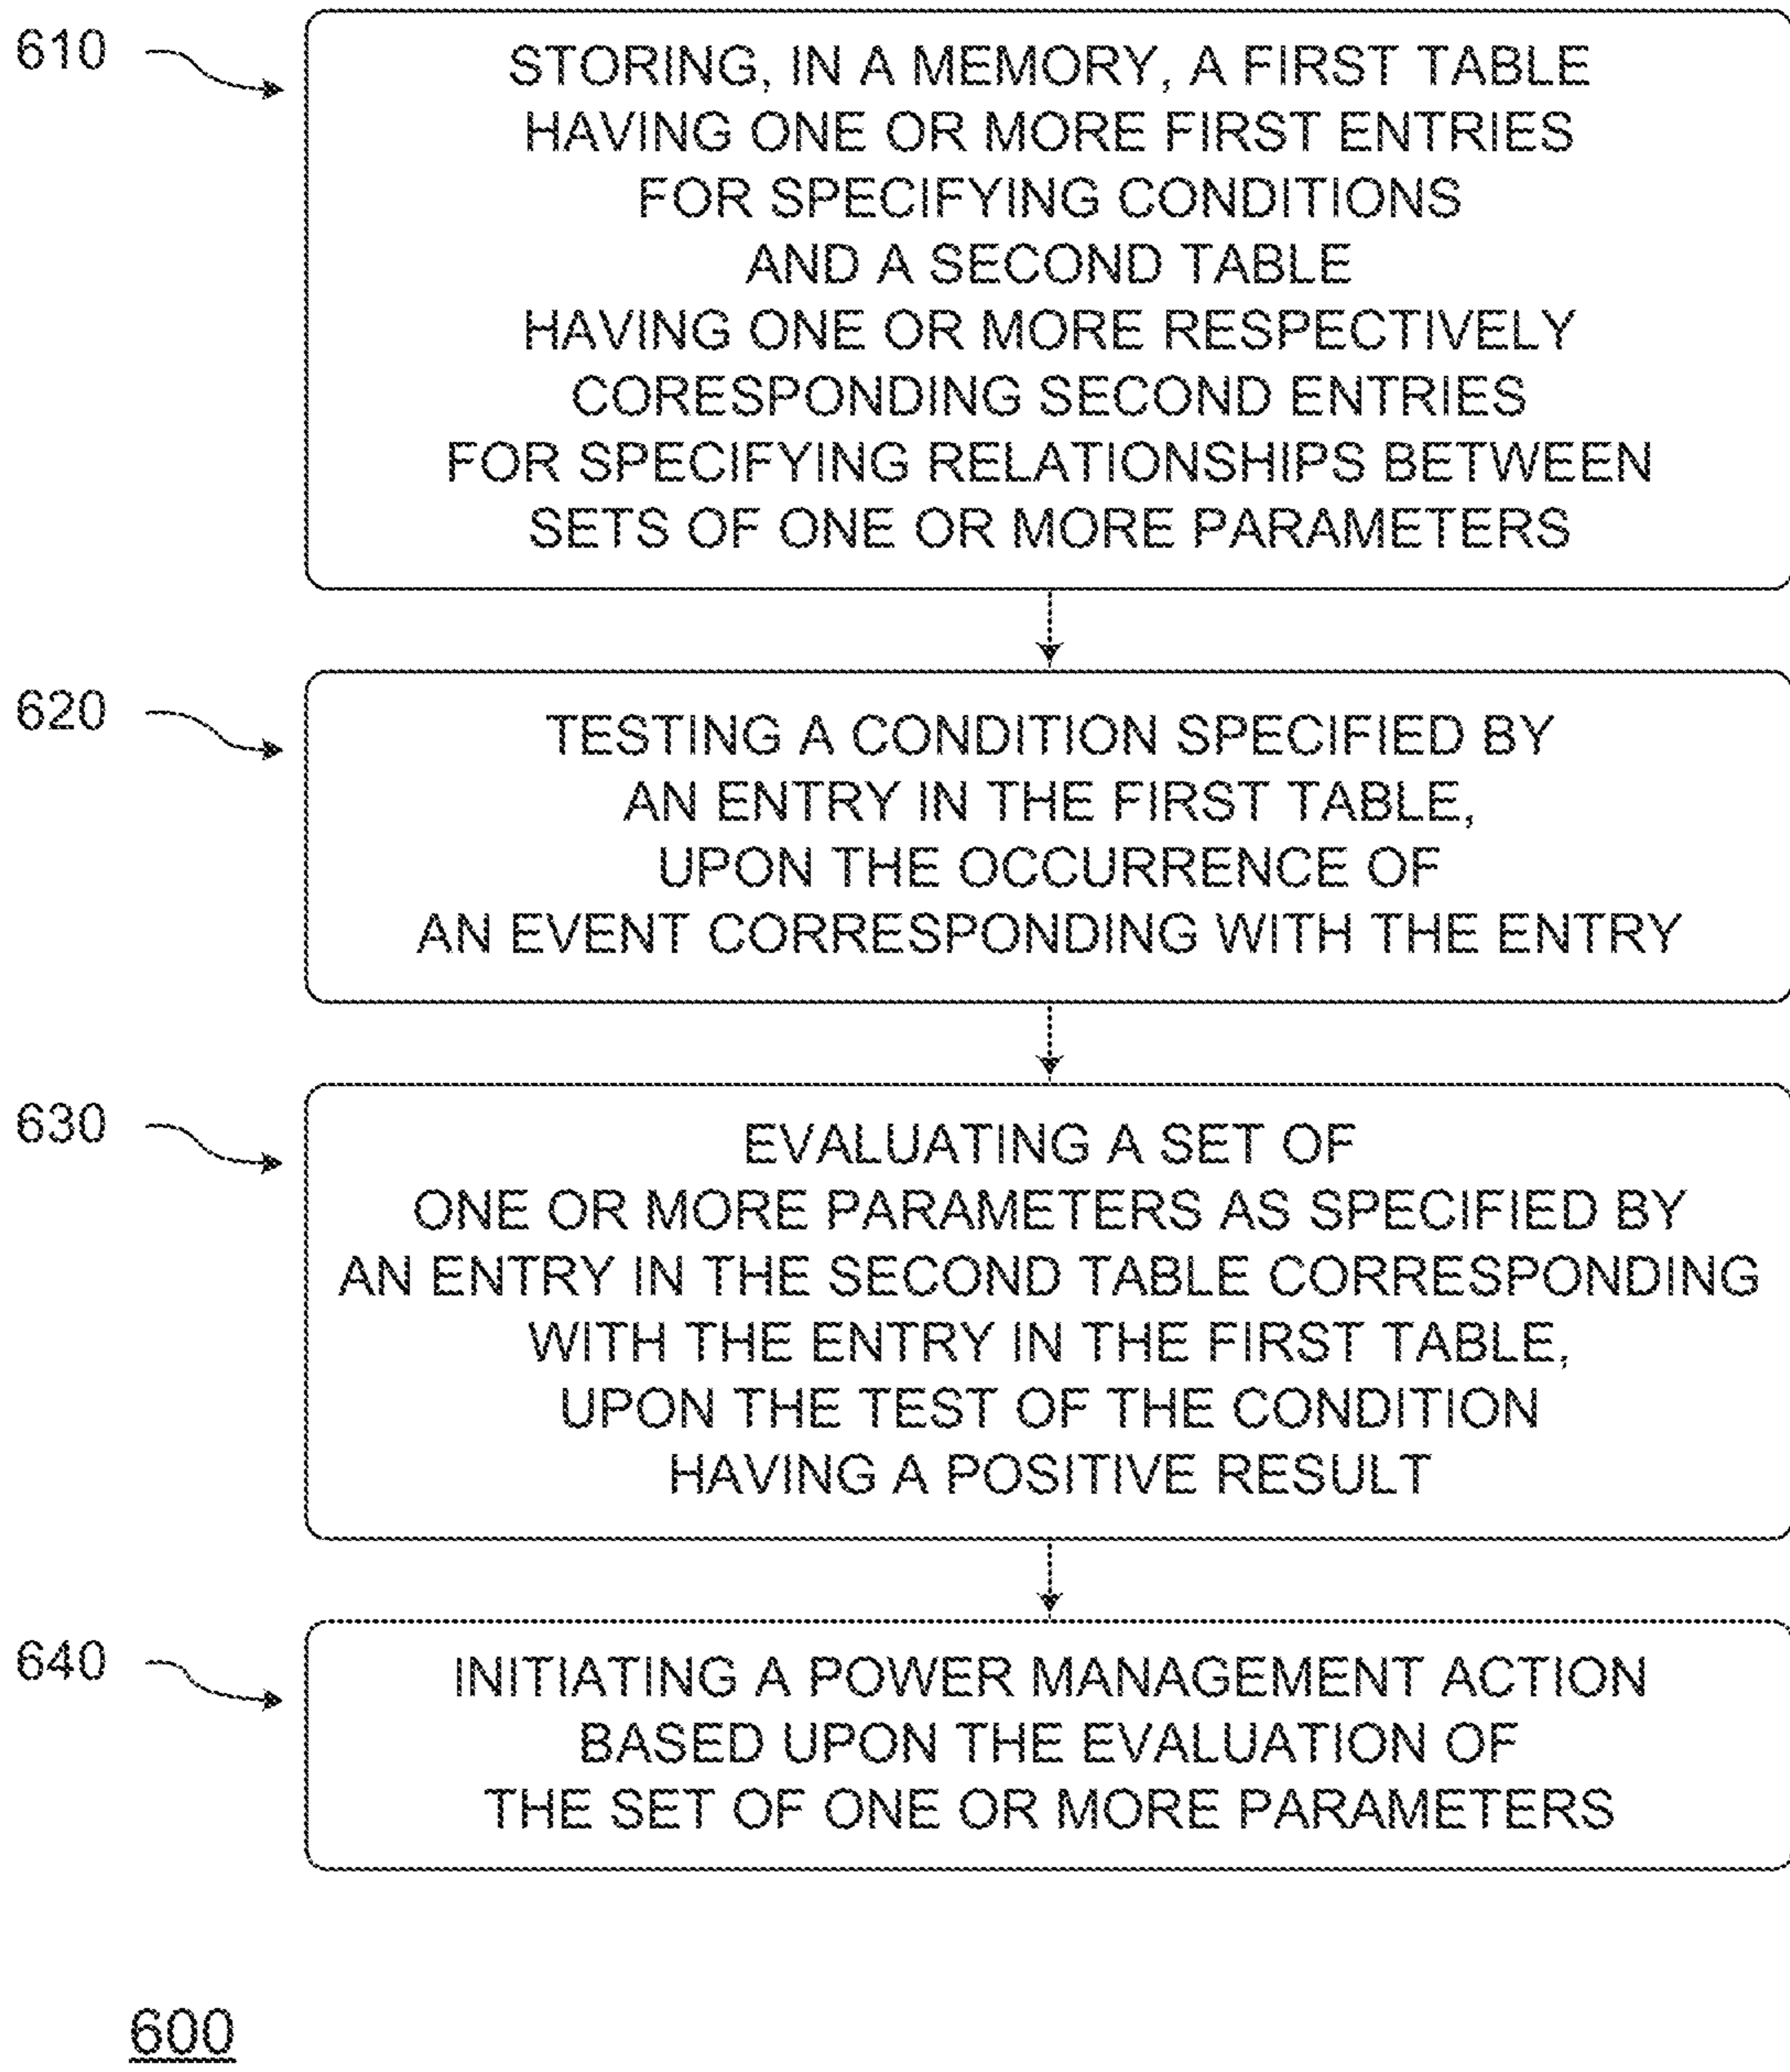 610
STORING, IN A MEMORY, A FIRST TABLE
HAVING ONE OR MORE FIRST ENTRIES
FOR SPECIFYING CONDITIONS
AND A SECOND TABLE
HAVING ONE OR MORE RESPECTIVELY
CORESPONDING SECOND ENTRIES
FOR SPECIFYING RELATIONSHIPS BETWEEN
SETS OF ONE OR MORE PARAMETERS
620
TESTING A CONDITION SPECIFIED BY
AN ENTRY IN THE FIRST TABLE,
UPON THE OCCURRENCE OF
AN EVENT CORRESPONDING WITH THE ENTRY
630
EVALUATING A SET OF
ONE OR MORE PARAMETERS AS SPECIFIED BY
AN ENTRY IN THE SECOND TABLE CORRESPONDING
WITH THE ENTRY IN THE FIRST TABLE,
UPON THE TEST OF THE CONDITION
HAVING A POSITIVE RESULT
640
INITIATING A POWER MANAGEMENT ACTION
BASED UPON THE EVALUATION OF
THE SET OF ONE OR MORE PARAMETERS
600